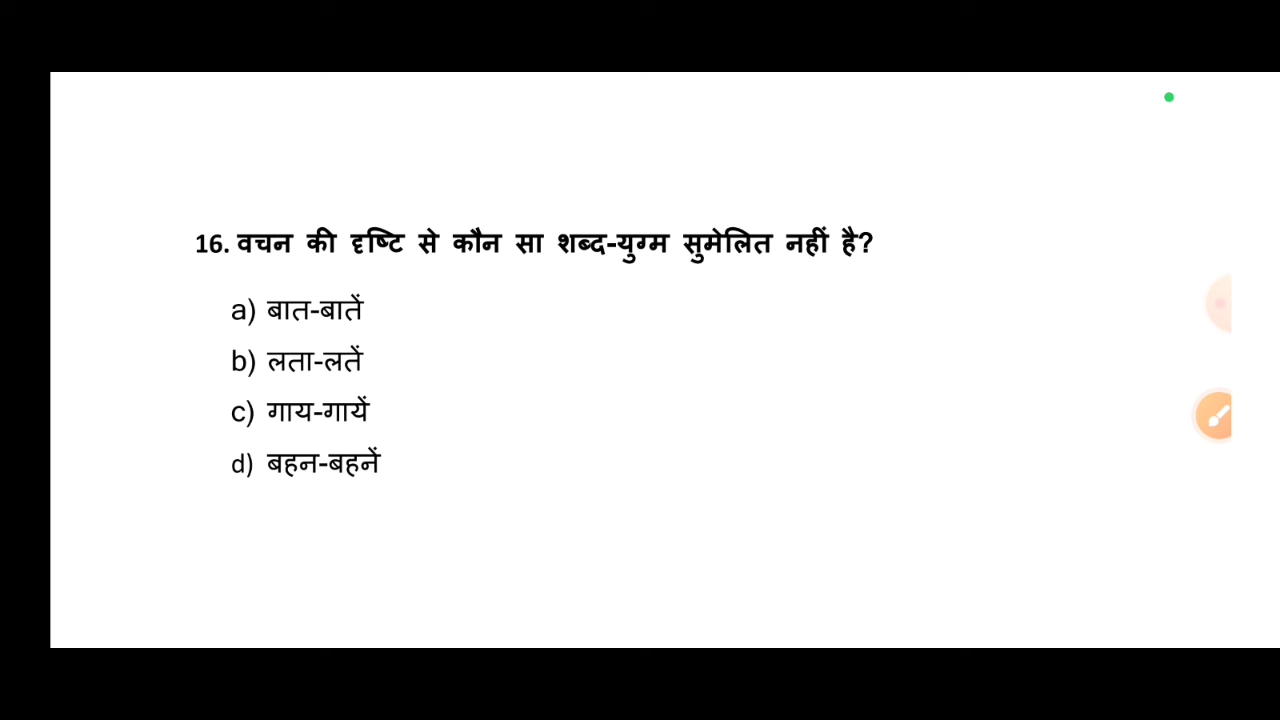 16. वचन की दृष्टि से कौन सा शब्द-युग्म सुमेलित नहीं है?
a) बात-बातें
b) लता-लतें
c) गाय-गायें
d) बहन-बहनें